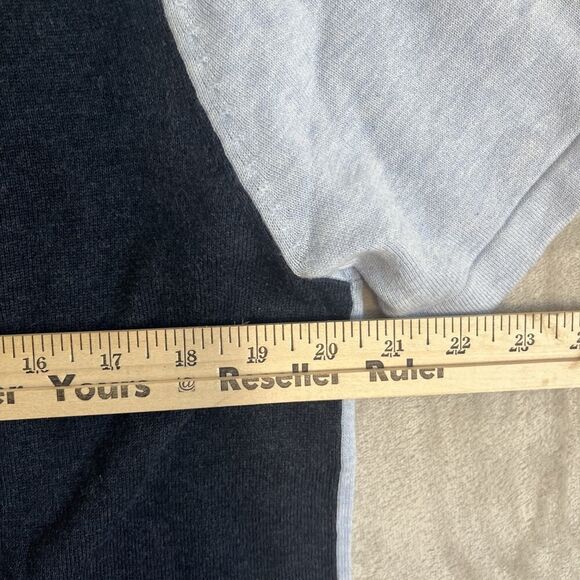 16 17 18 19 20 21 22 23
Yours @ Reseller Ruler